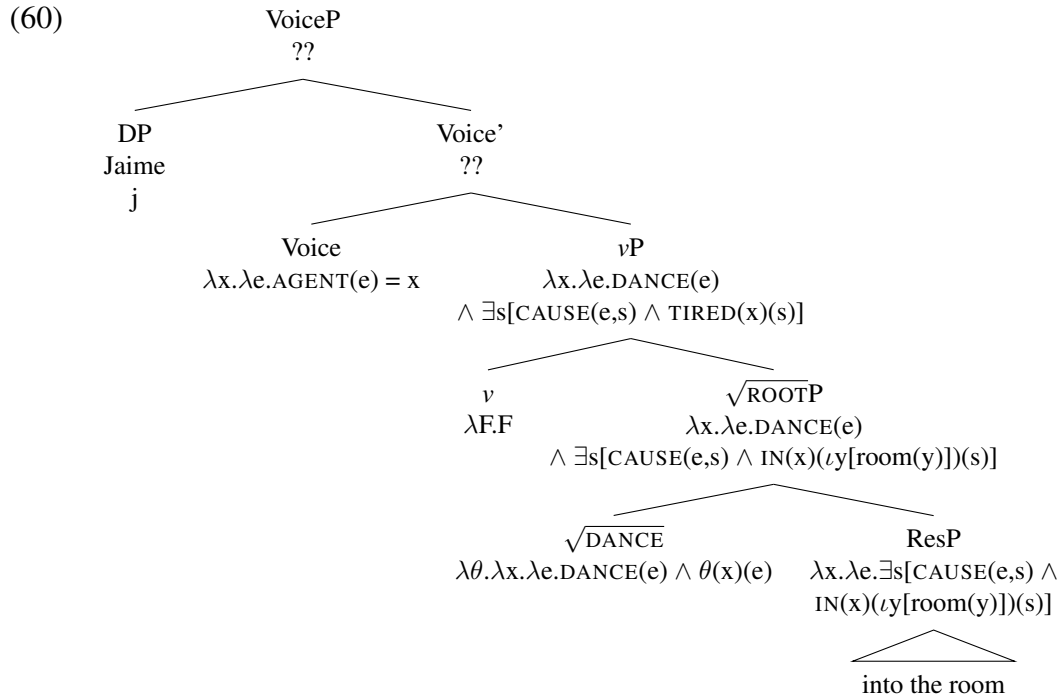 (60)
VoiceP
??
DP
Jaime
j
Voice’
??
Voice
λx.λe.AGENT(e) = x
vP
λx.λe.DANCE(e)
∧ ∃s[CAUSE(e,s) ∧ TIRED(x)(s)]
v
λF.F
√ROOTP
λx.λe.DANCE(e)
∧ ∃s[CAUSE(e,s) ∧ IN(x)(ιy[room(y)])(s)]
√DANCE
λθ.λx.λe.DANCE(e) ∧ θ(x)(e)
ResP
λx.λe.∃s[CAUSE(e,s) ∧
IN(x)(ιy[room(y)])(s)]
into the room